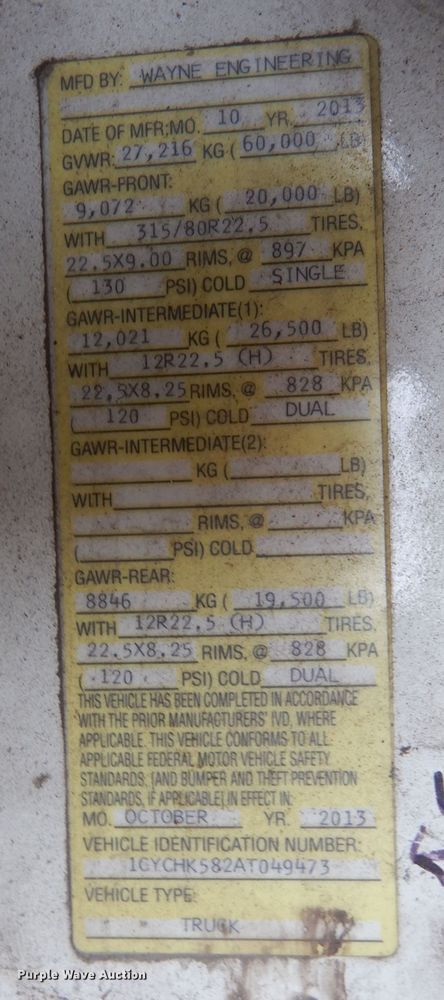 MFD BY: WAYNE ENGINEERING
DATE OF MFR:MO. 10 YR. 2013
GVWR: 27,216 KG ( 60,000 LB)
GAWR-FRONT:
9,072 KG ( 20,000 LB)
WITH 315/80R22.5 TIRES,
22.5X9.00 RIMS, @ 897 KPA
( 130 PSI) COLD SINGLE
GAWR-INTERMEDIATE(1):
12,021 KG ( 26,500 LB)
WITH 12R22.5 (H) TIRES,
22.5X8.25 RIMS, @ 828 KPA
( 120 PSI) COLD DUAL
GAWR-INTERMEDIATE(2):
KG ( LB)
WITH TIRES,
RIMS, @ KPA
( PSI) COLD
GAWR-REAR:
8846 KG ( 19,500 LB)
WITH 12R22.5 (H) TIRES,
22.5X8.25 RIMS, @ 828 KPA
( 120 PSI) COLD DUAL
THIS VEHICLE HAS BEEN COMPLETED IN ACCORDANCE
WITH THE PRIOR MANUFACTURERS' IVD, WHERE
APPLICABLE. THIS VEHICLE CONFORMS TO ALL
APPLICABLE FEDERAL MOTOR VEHICLE SAFETY
STANDARDS, (AND BUMPER AND THEFT PREVENTION
STANDARDS, IF APPLICABLE) IN EFFECT IN:
MO. OCTOBER YR. 2013
VEHICLE IDENTIFICATION NUMBER:
1CYCHK582AT049473
VEHICLE TYPE:
TRUCK
Purple Wave Auction